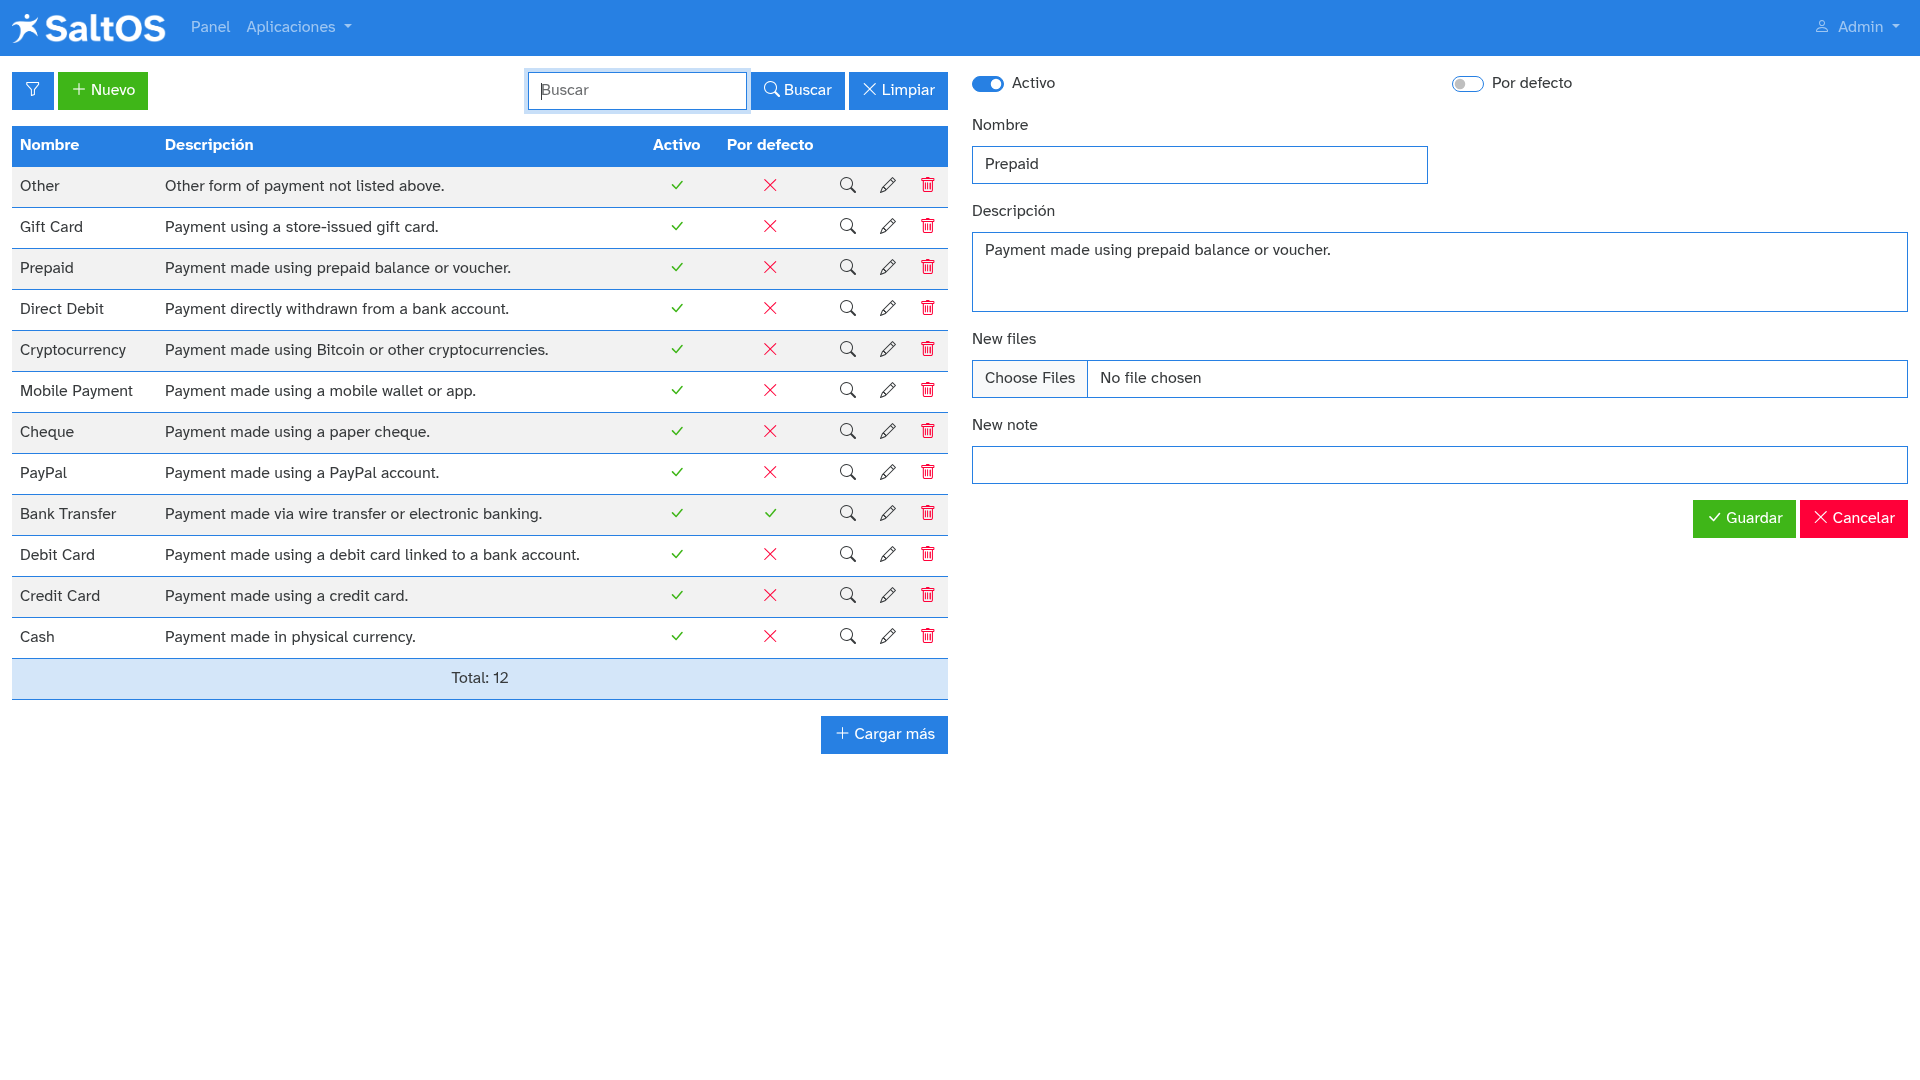 SaltOS Panel Aplicaciones Admin
Nuevo Buscar Buscar Limpiar
Nombre Descripción Activo Por defecto
Other Other form of payment not listed above.
Gift Card Payment using a store-issued gift card.
Prepaid Payment made using prepaid balance or voucher.
Direct Debit Payment directly withdrawn from a bank account.
Cryptocurrency Payment made using Bitcoin or other cryptocurrencies.
Mobile Payment Payment made using a mobile wallet or app.
Cheque Payment made using a paper cheque.
PayPal Payment made using a PayPal account.
Bank Transfer Payment made via wire transfer or electronic banking.
Debit Card Payment made using a debit card linked to a bank account.
Credit Card Payment made using a credit card.
Cash Payment made in physical currency.
Total: 12
Cargar más
Activo Por defecto
Nombre
Prepaid
Descripción
Payment made using prepaid balance or voucher.
New files
Choose Files No file chosen
New note
Guardar Cancelar